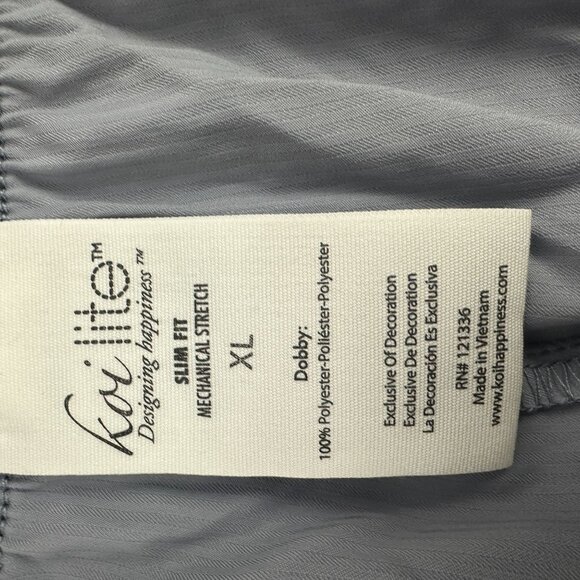 koi lite™
Designing happiness™
SLIM FIT
MECHANICAL STRETCH
XL
Dobby:
100% Polyester-Poliéster-Polyester
Exclusive Of Decoration
Exclusive De Decoration
La Decoración Es Exclusiva
RN# 121336
Made in Vietnam
www.koihappiness.com